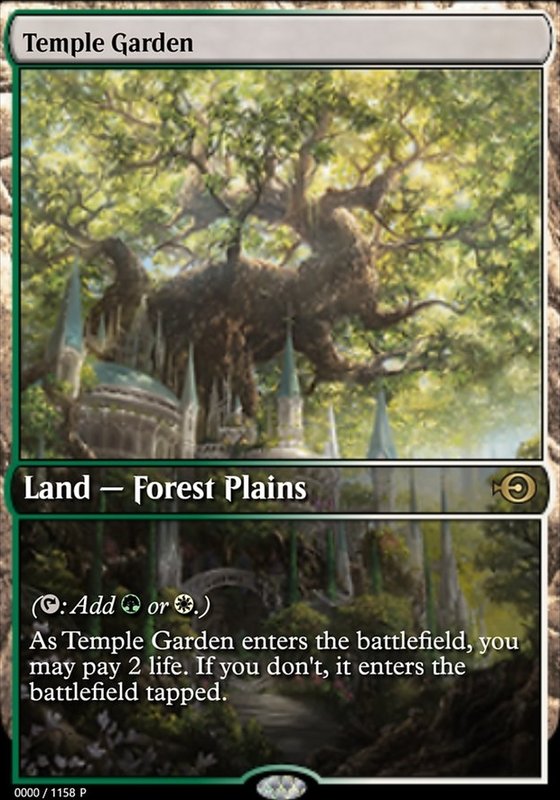 Temple Garden
Land — Forest Plains
(: Add or .)
As Temple Garden enters the battlefield, you
may pay 2 life. If you don't, it enters the
battlefield tapped.
0000 / 1158 P